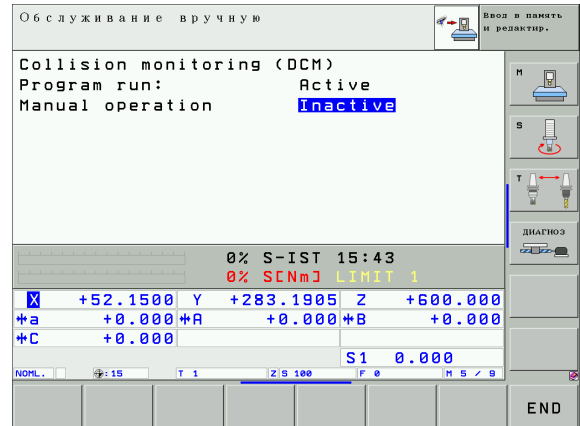 Обслуживание вручную
Ввод в память
и редактир.
Collision monitoring (DCM)
Program run: Active
Manual operation Inactive
M
S
T
ДИАГНОЗ
0% S-IST 15:43
0% S[Nm] LIMIT 1
X +52.1500 Y +283.1905 Z +600.000
a +0.000 A +0.000 B +0.000
C +0.000
S1 0.000
NOML. :15 T 1 Z S 100 F 0 M 5 / 9
END